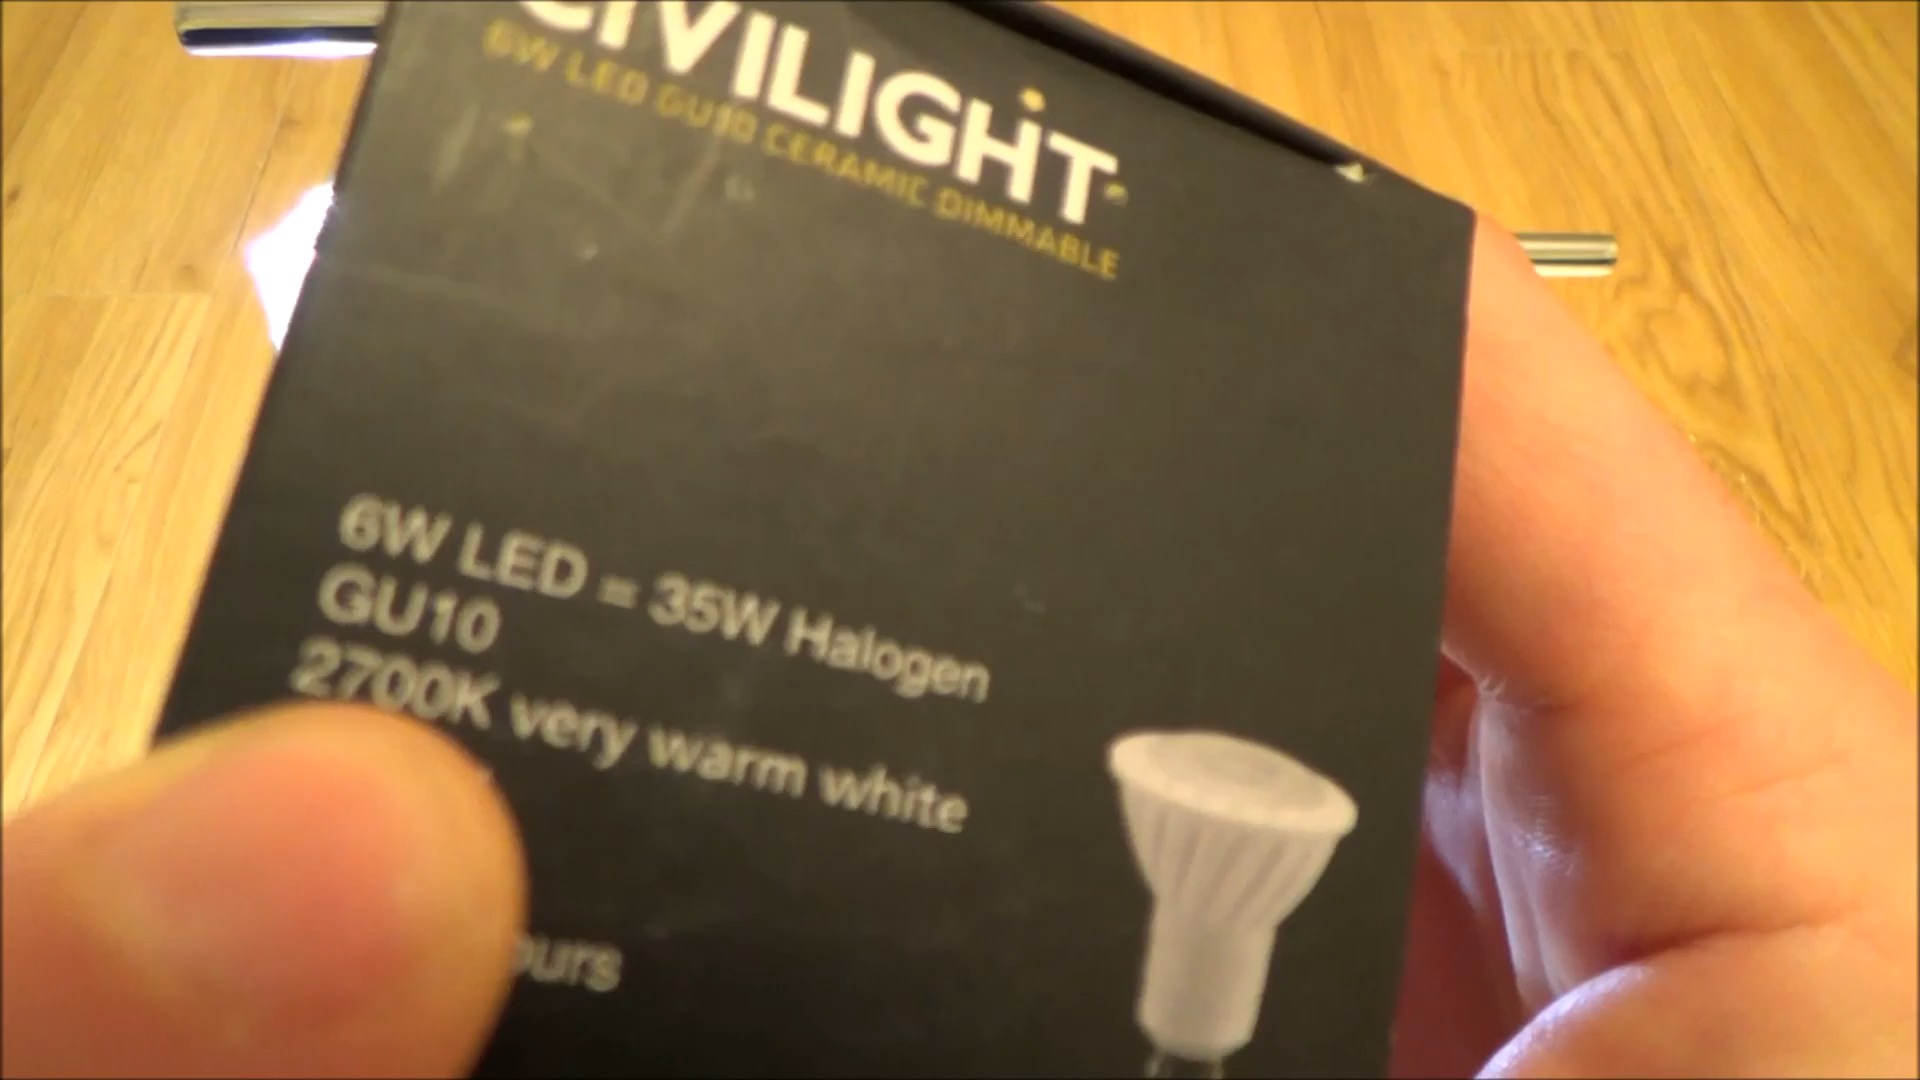 CIVILIGHT
6W LED GU10 CERAMIC DIMMABLE
6W LED = 35W Halogen
GU10
2700K very warm white